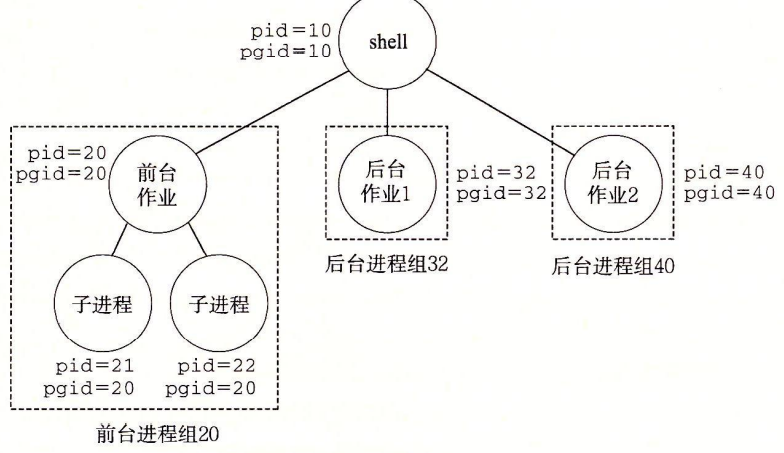 pid=10
pgid=10
shell
pid=20
pgid=20
前台
作业
后台
作业1
pid=32
pgid=32
后台
作业2
pid=40
pgid=40
后台进程组32
后台进程组40
子进程
子进程
pid=21
pgid=20
pid=22
pgid=20
前台进程组20